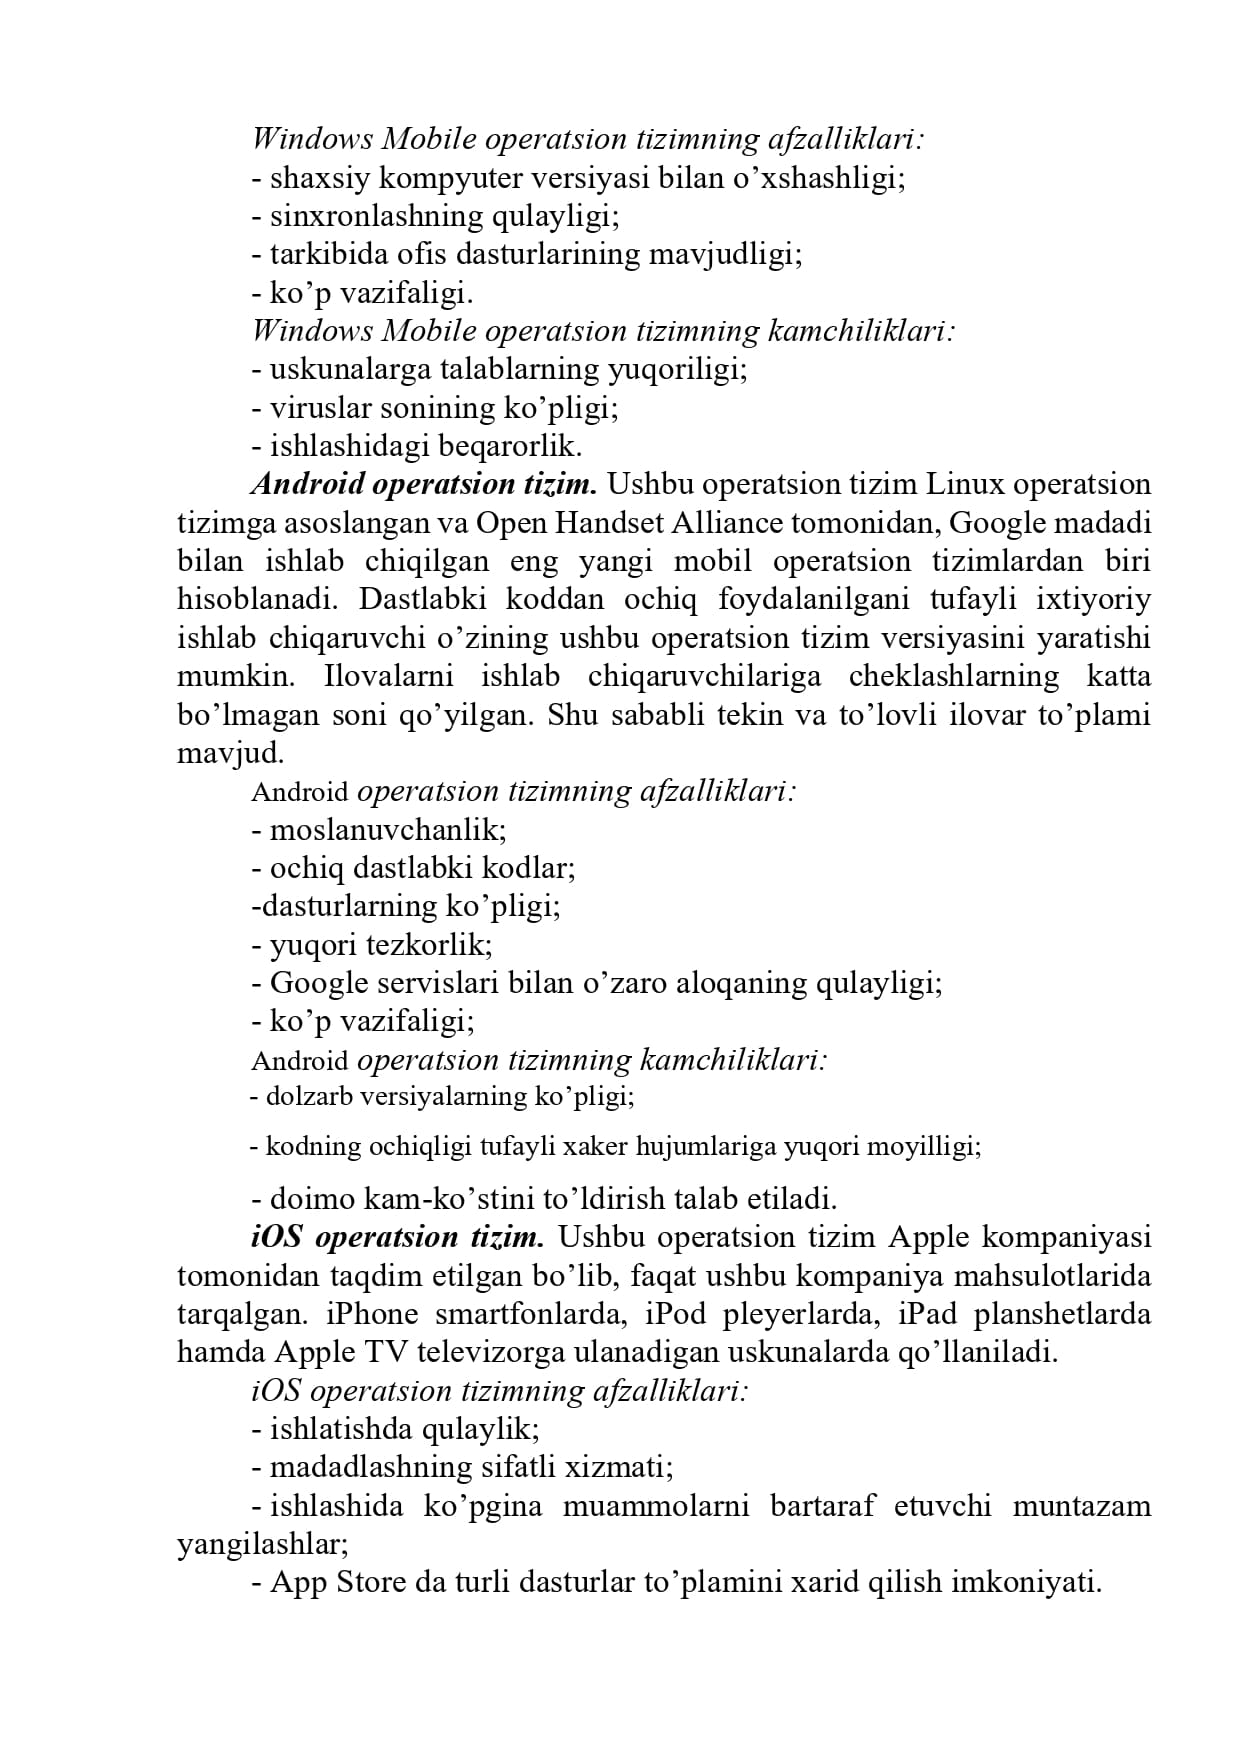 Windows Mobile operatsion tizimning afzalliklari:
- shaxsiy kompyuter versiyasi bilan o’xshashligi;
- sinxronlashning qulayligi;
- tarkibida ofis dasturlarining mavjudligi;
- ko’p vazifaligi.
Windows Mobile operatsion tizimning kamchiliklari:
- uskunalarga talablarning yuqoriligi;
- viruslar sonining ko’pligi;
- ishlashidagi beqarorlik.
Android operatsion tizim. Ushbu operatsion tizim Linux operatsion
tizimga asoslangan va Open Handset Alliance tomonidan, Google madadi
bilan ishlab chiqilgan eng yangi mobil operatsion tizimlardan biri
hisoblanadi. Dastlabki koddan ochiq foydalanilgani tufayli ixtiyoriy
ishlab chiqaruvchi o’zining ushbu operatsion tizim versiyasini yaratishi
mumkin. Ilovalarni ishlab chiqaruvchilariga cheklashlarning katta
bo’lmagan soni qo’yilgan. Shu sababli tekin va to’lovli ilovar to’plami
mavjud.
Android operatsion tizimning afzalliklari:
- moslanuvchanlik;
- ochiq dastlabki kodlar;
-dasturlarning ko’pligi;
- yuqori tezkorlik;
- Google servislari bilan o’zaro aloqaning qulayligi;
- ko’p vazifaligi;
Android operatsion tizimning kamchiliklari:
- dolzarb versiyalarning ko’pligi;
- kodning ochiqligi tufayli xaker hujumlariga yuqori moyilligi;
- doimo kam-ko’stini to’ldirish talab etiladi.
iOS operatsion tizim. Ushbu operatsion tizim Apple kompaniyasi
tomonidan taqdim etilgan bo’lib, faqat ushbu kompaniya mahsulotlarida
tarqalgan. iPhone smartfonlarda, iPod pleyerlarda, iPad planshetlarda
hamda Apple TV televizorga ulanadigan uskunalarda qo’llaniladi.
iOS operatsion tizimning afzalliklari:
- ishlatishda qulaylik;
- madadlashning sifatli xizmati;
- ishlashida ko’pgina muammolarni bartaraf etuvchi muntazam
yangilashlar;
- App Store da turli dasturlar to’plamini xarid qilish imkoniyati.